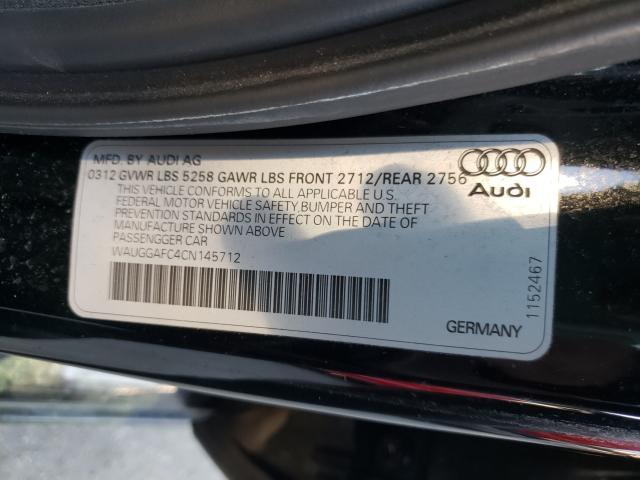 MFD. BY AUDI AG
0312 GVWR LBS 5258 GAWR LBS FRONT 2712/REAR 2756
THIS VEHICLE CONFORMS TO ALL APPLICABLE U.S.
FEDERAL MOTOR VEHICLE SAFETY,BUMPER AND THEFT
PREVENTION STANDARDS IN EFFECT ON THE DATE OF
MANUFACTURE SHOWN ABOVE
PASSENGGER CAR
WAUGGAFC4CN145712
Audi
1152467
GERMANY